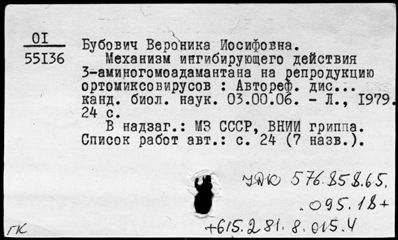 01
55136
Бубович Вероника Иосифовна.
Механизм ингибирующего действия
3-аминогомоадамантана на репродукцию
ортомиксовирусов : Автореф. дис...
канд. биол. наук. 03.00.06. - Л., 1979.
24 с.
В надзаг.: МЗ СССР, ВНИИ гриппа.
Список работ авт.: с. 24 (7 назв.).
УДК 576.858.65.
.095.18+
+615.281.8.015.4
ГК